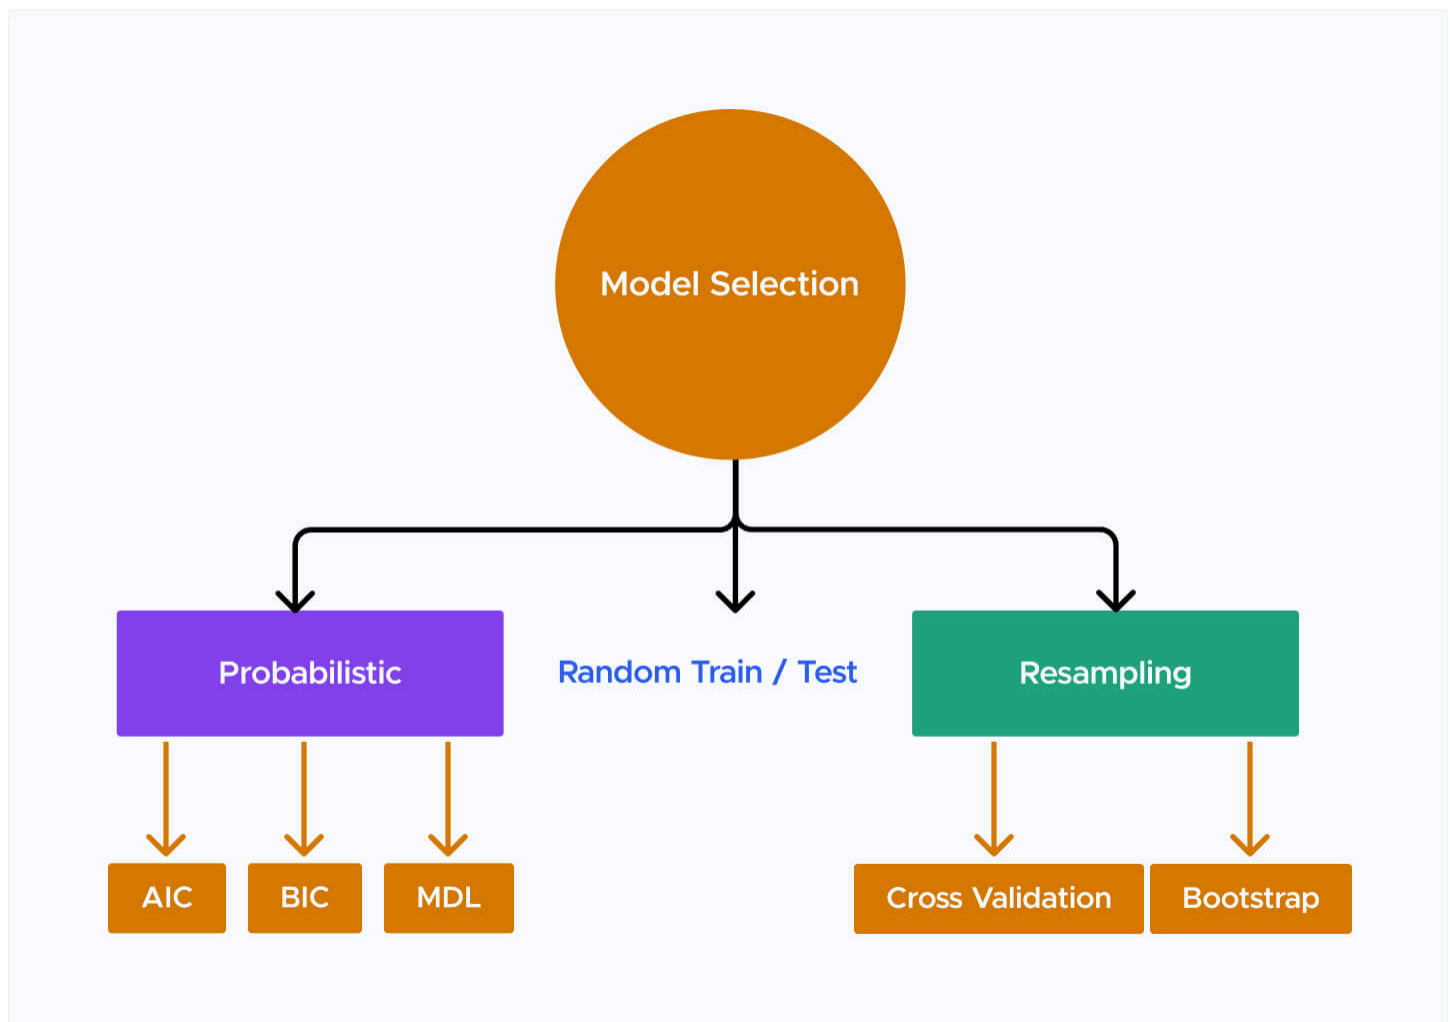 Model Selection
Probabilistic
Random Train / Test
Resampling
AIC
BIC
MDL
Cross Validation
Bootstrap